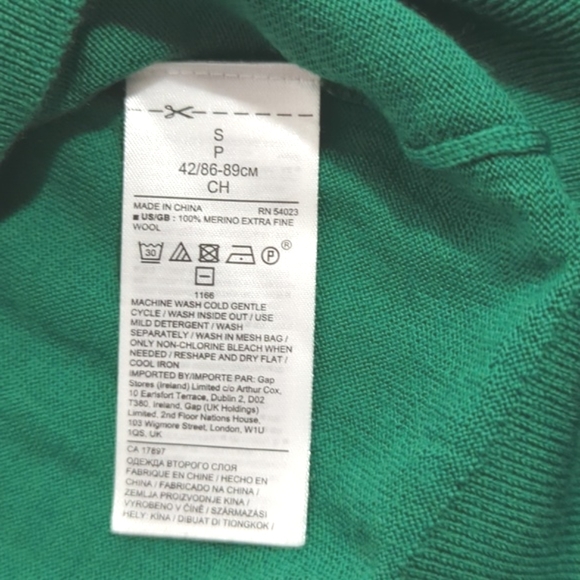 S
P
42/86-89см
CH
MADE IN CHINA RN 54023
■ US/GB : 100% MERINO EXTRA FINE
WOOL
30 P ®
1166
MACHINE WASH COLD GENTLE
CYCLE / WASH INSIDE OUT / USE
MILD DETERGENT / WASH
SEPARATELY / WASH IN MESH BAG /
ONLY NON-CHLORINE BLEACH WHEN
NEEDED / RESHAPE AND DRY FLAT /
COOL IRON
IMPORTED BY/IMPORTE PAR: Gap
Stores (Ireland) Limited c/o Arthur Cox,
10 Earlsfort Terrace, Dublin 2, D02
T380, Ireland, Gap (UK Holdings)
Limited, 2nd Floor Nations House,
103 Wigmore Street, London, W1U
1QS, UK
CA 17897
ОДЕЖДА ВТОРОГО СЛОЯ
FABRIQUE EN CHINE / HECHO EN
CHINA / FABRICADO NA CHINA /
ZEMLJA PROIZVODNJE KINA /
VYROBENO V ČÍNĚ / SZÁRMAZÁSI
HELY: KÍNA / DIBUAT DI TIONGKOK /